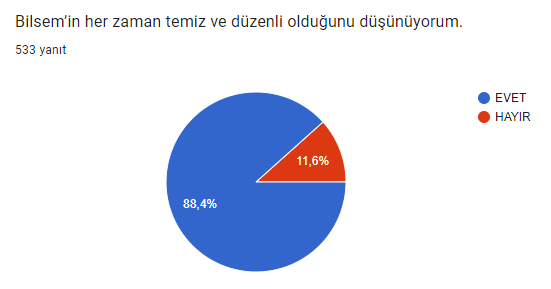 Bilsem’in her zaman temiz ve düzenli olduğunu düşünüyorum.
533 yanıt
EVET
HAYIR
11,6%
88,4%